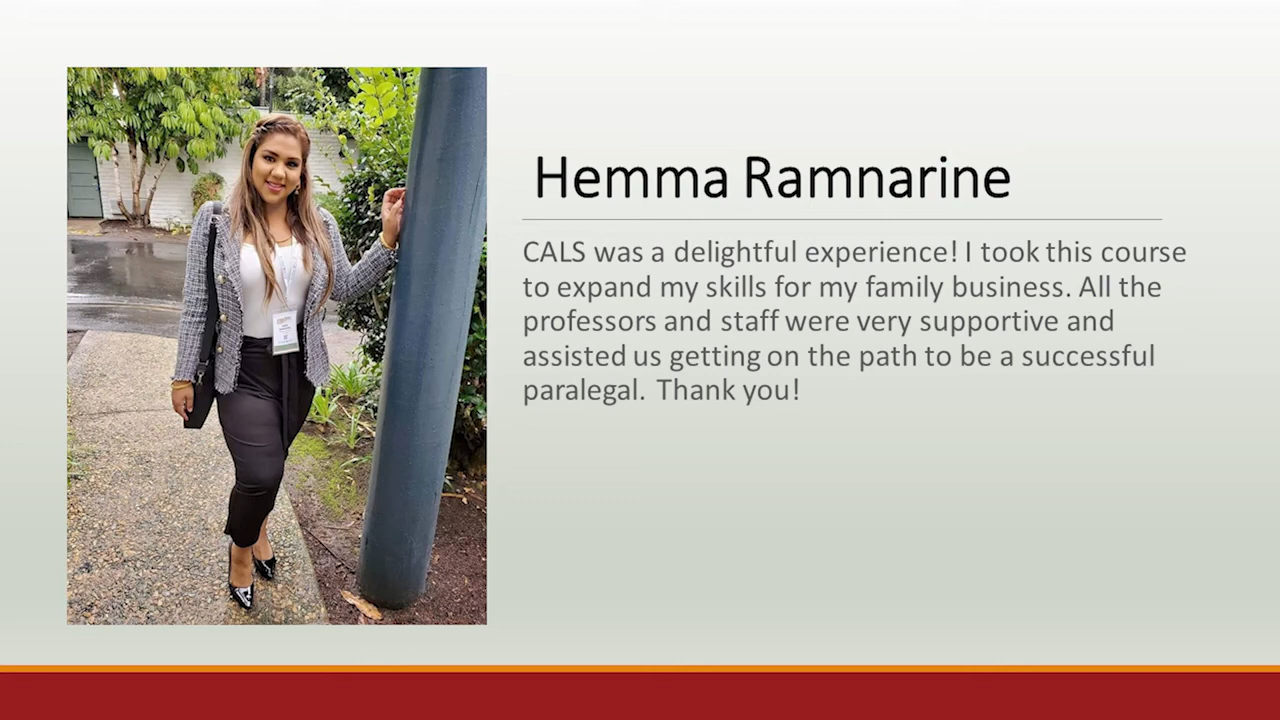 Hemma Ramnarine
CALS was a delightful experience! I took this course
to expand my skills for my family business. All the
professors and staff were very supportive and
assisted us getting on the path to be a successful
paralegal. Thank you!